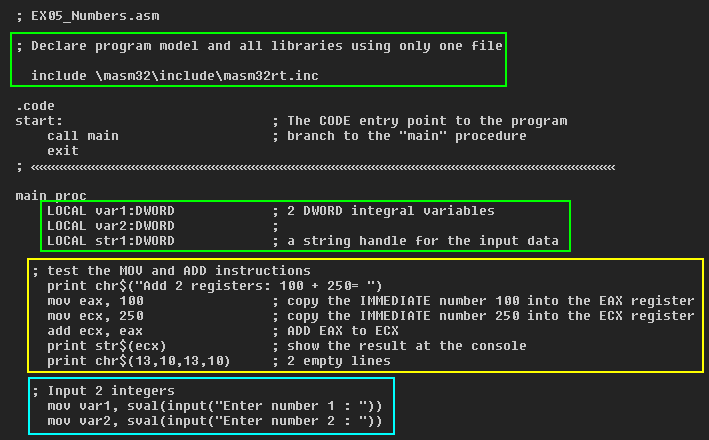 ; EX05_Numbers.asm
; Declare program model and all libraries using only one file
include \masm32\include\masm32rt.inc
.code
start: ; The CODE entry point to the program
call main ; branch to the "main" procedure
exit
;
main proc
LOCAL var1:DWORD ; 2 DWORD integral variables
LOCAL var2:DWORD ;
LOCAL str1:DWORD ; a string handle for the input data
; test the MOV and ADD instructions
print chr$("Add 2 registers: 100 + 250= ")
mov eax, 100 ; copy the IMMEDIATE number 100 into the EAX register
mov ecx, 250 ; copy the IMMEDIATE number 250 into the ECX register
add ecx, eax ; ADD EAX to ECX
print str$(ecx) ; show the result at the console
print chr$(13,10,13,10) ; 2 empty lines
; Input 2 integers
mov var1, sval(input("Enter number 1 : "))
mov var2, sval(input("Enter number 2 : "))